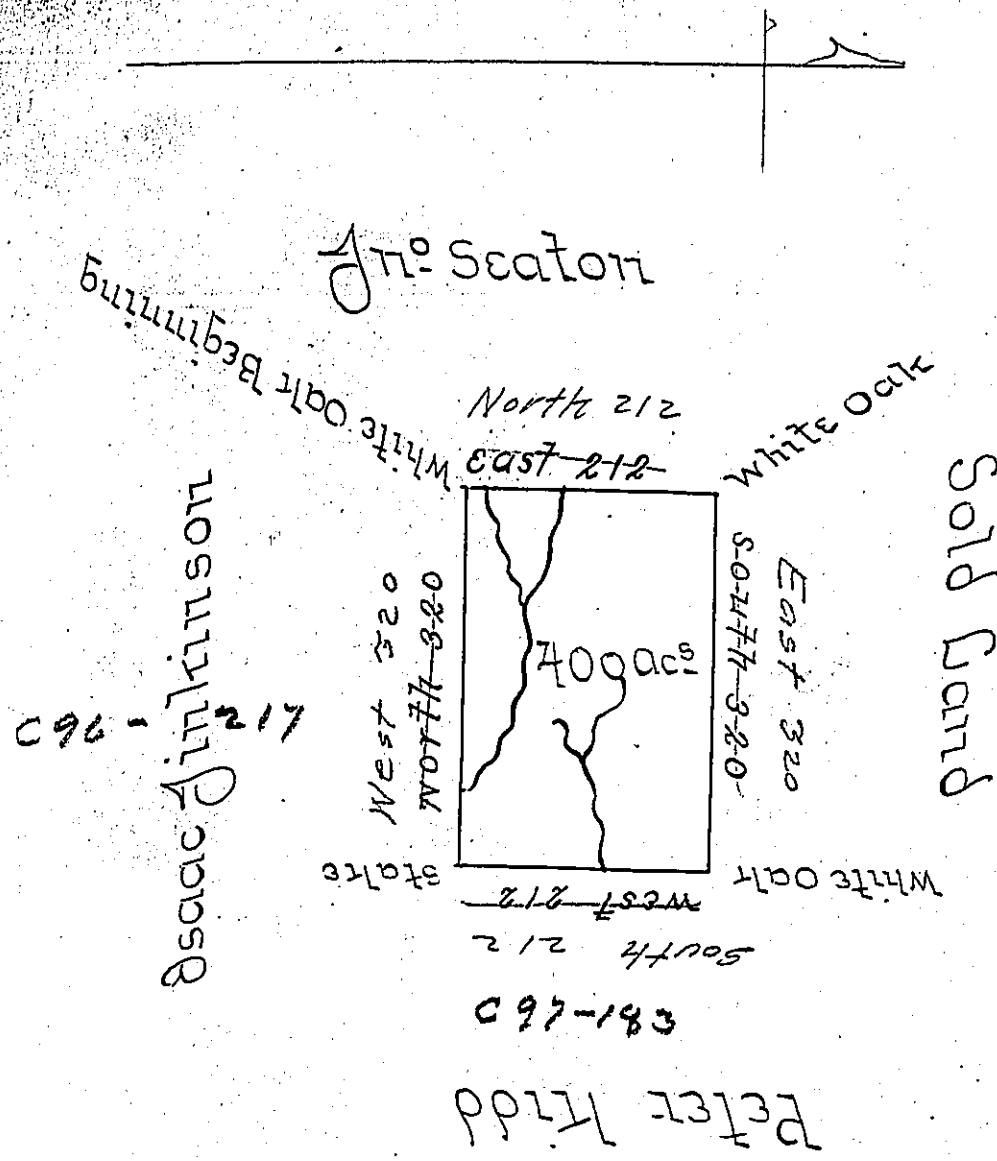 Jnº Seaton
White Oak Beginning
North 212
East 212
White Oak
Isaac Jinkinson
C96-217
West 320
North 320
400 acs
South 320
East 320
Sold Land
Stake
West 212
South 212
White Oak
C97-183
Peter Kidd